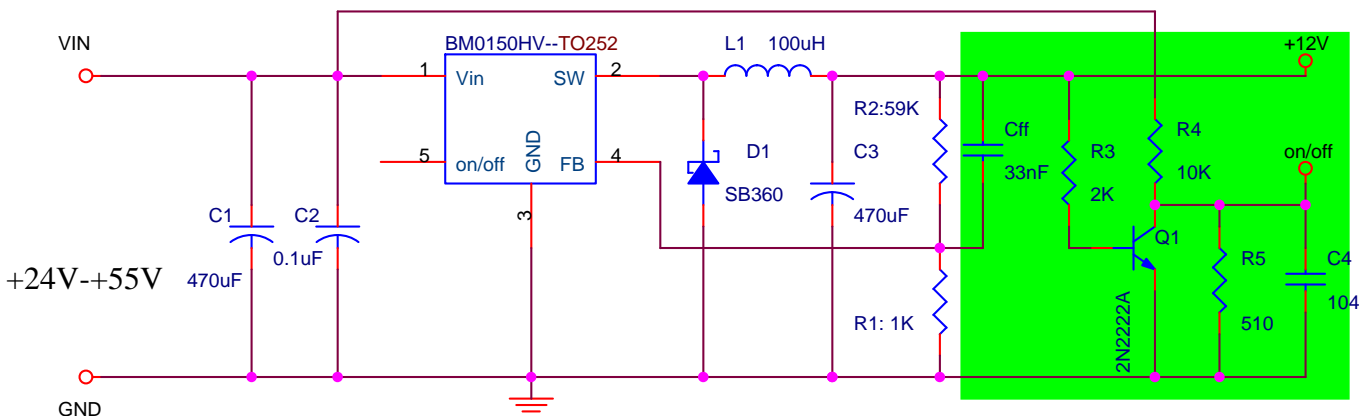 VIN
BM0150HV--TO252
L1 100uH
+12V
1 Vin SW 2
R2:59K
Cff
33nF
R3
2K
R4
10K
on/off
5 on/off GND FB 4
D1
SB360
C3
470uF
3
C1
470uF
C2
0.1uF
Q1
2N2222A
R5
510
C4
104
+24V-+55V
R1: 1K
GND